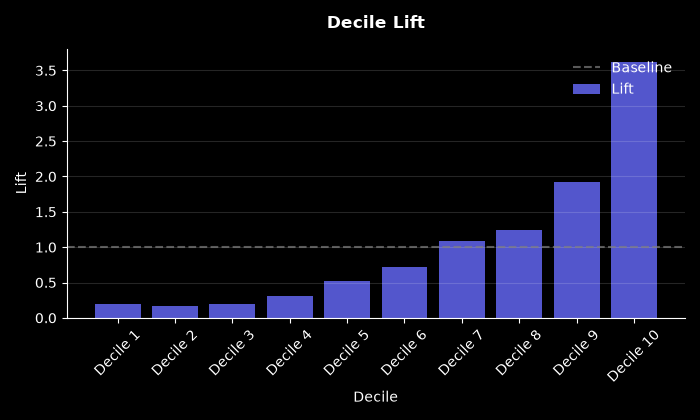 Decile Lift
Baseline
Lift
3.5
3.0
2.5
2.0
1.5
1.0
0.5
0.0
Lift
Decile 1
Decile 2
Decile 3
Decile 4
Decile 5
Decile 6
Decile 7
Decile 8
Decile 9
Decile 10
Decile